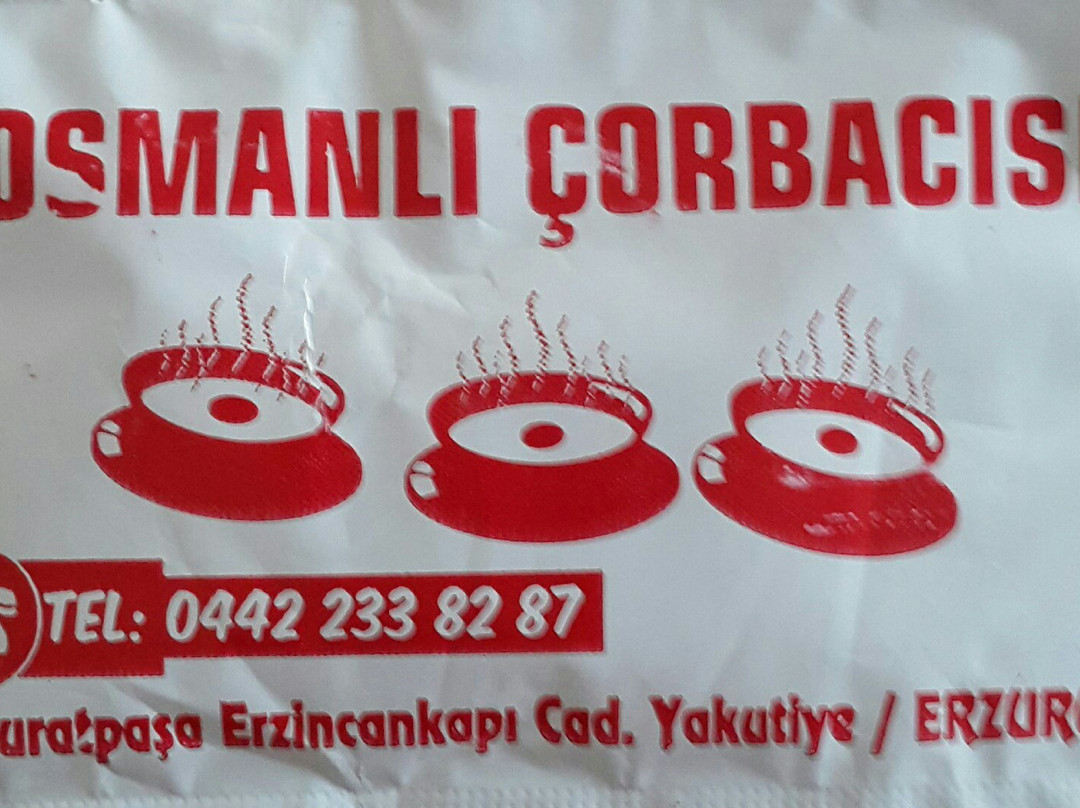 OSMANLI ÇORBACIS
TEL: 0442 233 82 87
uratpaşa Erzincankapı Cad. Yakutiye / ERZUR